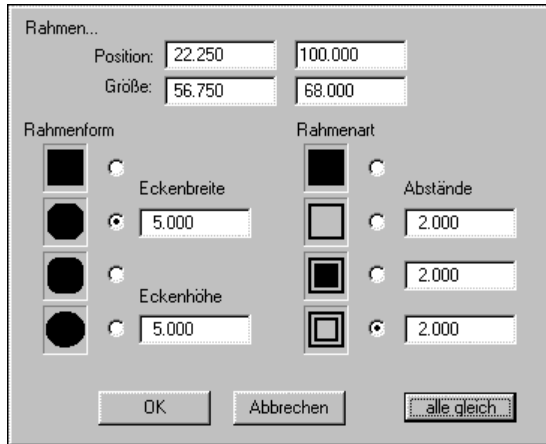 Rahmen...
Position: 22.250 100.000
Größe: 56.750 68.000
Rahmenform Rahmenart
Eckenbreite Abstände
5.000 2.000
2.000
Eckenhöhe
5.000 2.000
OK Abbrechen alle gleich